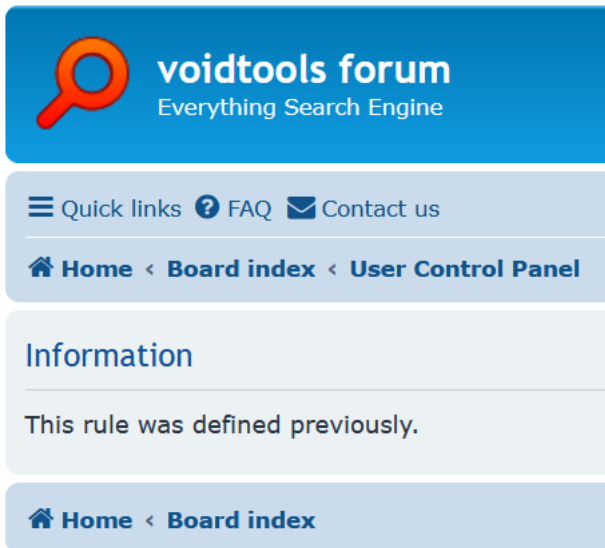 voidtools forum
Everything Search Engine
Quick links FAQ Contact us
Home ‹ Board index ‹ User Control Panel
Information
This rule was defined previously.
Home ‹ Board index